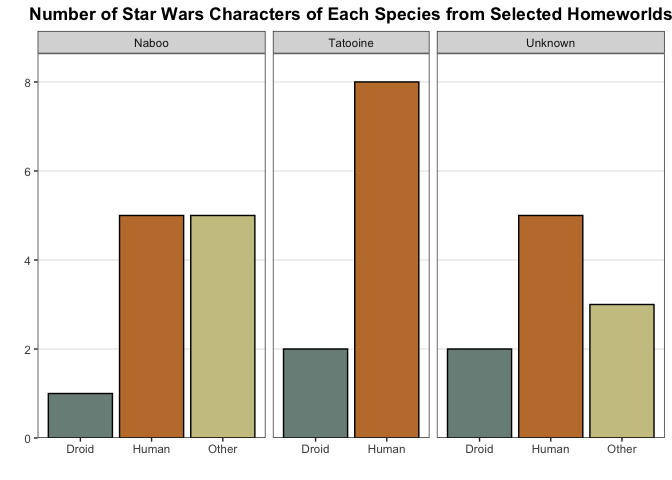 Number of Star Wars Characters of Each Species from Selected Homeworlds
Naboo Tatooine Unknown
8
6
4
2
0
Droid Human Other Droid Human Droid Human Other